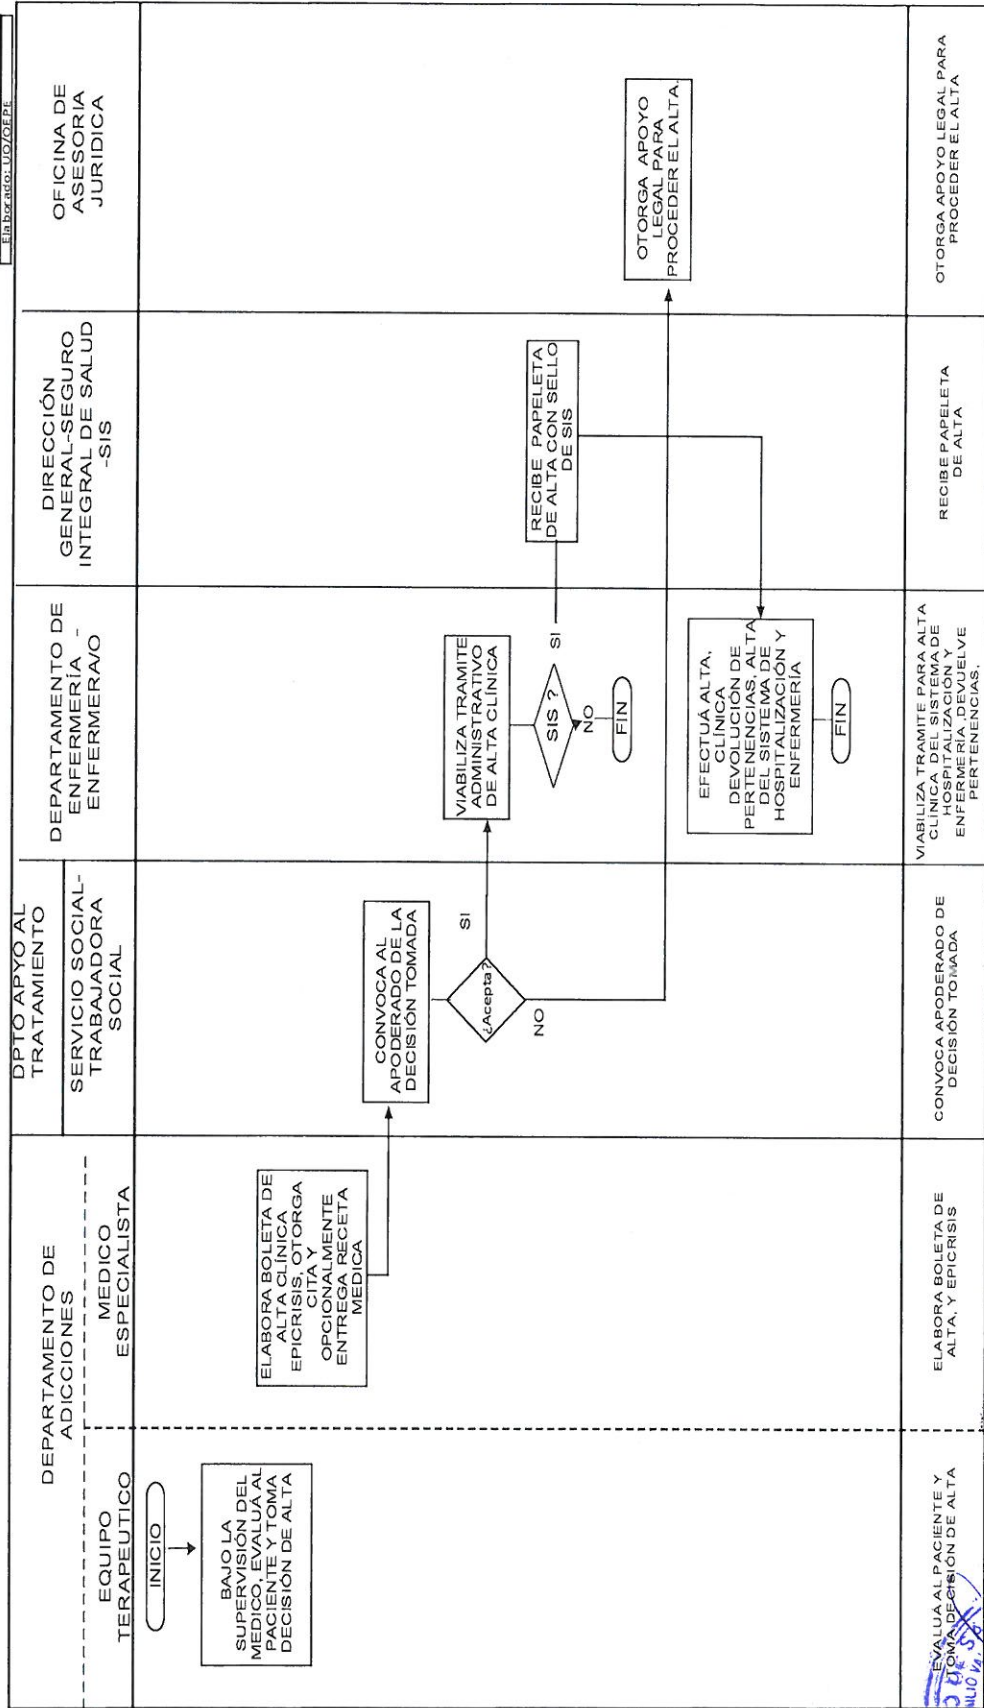 Elaborado: UO/OEPE
DEPARTAMENTO DE
ADICCIONES
EQUIPO
TERAPEUTICO
MEDICO
ESPECIALISTA
DPTO APYO AL
TRATAMIENTO
SERVICIO SOCIAL-
TRABAJADORA
SOCIAL
DEPARTAMENTO DE
ENFERMERÍA -
ENFERMERA/O
DIRECCIÓN
GENERAL-SEGURO
INTEGRAL DE SALUD
-SIS
OFICINA DE
ASESORIA
JURIDICA
INICIO
BAJO LA
SUPERVISIÓN DEL
MEDICO, EVALUÁ AL
PACIENTE Y TOMA
DECISIÓN DE ALTA
ELABORA BOLETA DE
ALTA CLÍNICA
EPICRISIS, OTORGA
CITA Y
OPCIONALMENTE
ENTREGA RECETA
MEDICA
CONVOCA AL
APODERADO DE LA
DECISIÓN TOMADA
¿Acepta?
SI
NO
VIABILIZA TRAMITE
ADMINISTRATIVO
DE ALTA CLÍNICA
SIS ?
SI
NO
FIN
RECIBE PAPELETA
DE ALTA CON SELLO
DE SIS
OTORGA APOYO
LEGAL PARA
PROCEDER EL ALTA.
EFECTUÁ ALTA,
CLÍNICA
DEVOLUCIÓN DE
PERTENENCIAS, ALTA
DEL SISTEMA DE
HOSPITALIZACIÓN Y
ENFERMERÍA
FIN
EVALUÁ AL PACIENTE Y
TOMA DECISIÓN DE ALTA
ELABORA BOLETA DE
ALTA, Y EPICRISIS
CONVOCA APODERADO DE
DECISIÓN TOMADA
VIABILIZA TRAMITE PARA ALTA
CLÍNICA DEL SISTEMA DE
HOSPITALIZACIÓN Y
ENFERMERÍA ,DEVUELVE
PERTENENCIAS.
RECIBE PAPELETA
DE ALTA
OTORGA APOYO LEGAL PARA
PROCEDER EL ALTA